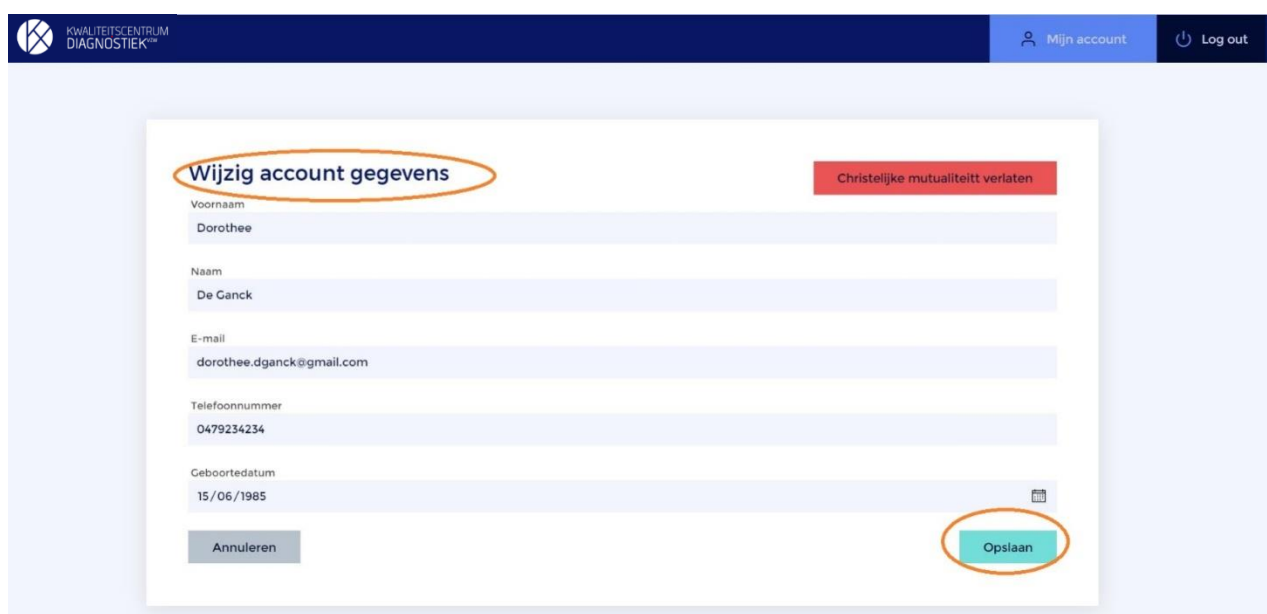 KWALITEITSCENTRUM
DIAGNOSTIEK vzw
Mijn account
Log out
Wijzig account gegevens
Christelijke mutualiteitt verlaten
Voornaam
Dorothee
Naam
De Ganck
E-mail
dorothee.dganck@gmail.com
Telefoonnummer
0479234234
Geboortedatum
15/06/1985
Annuleren
Opslaan